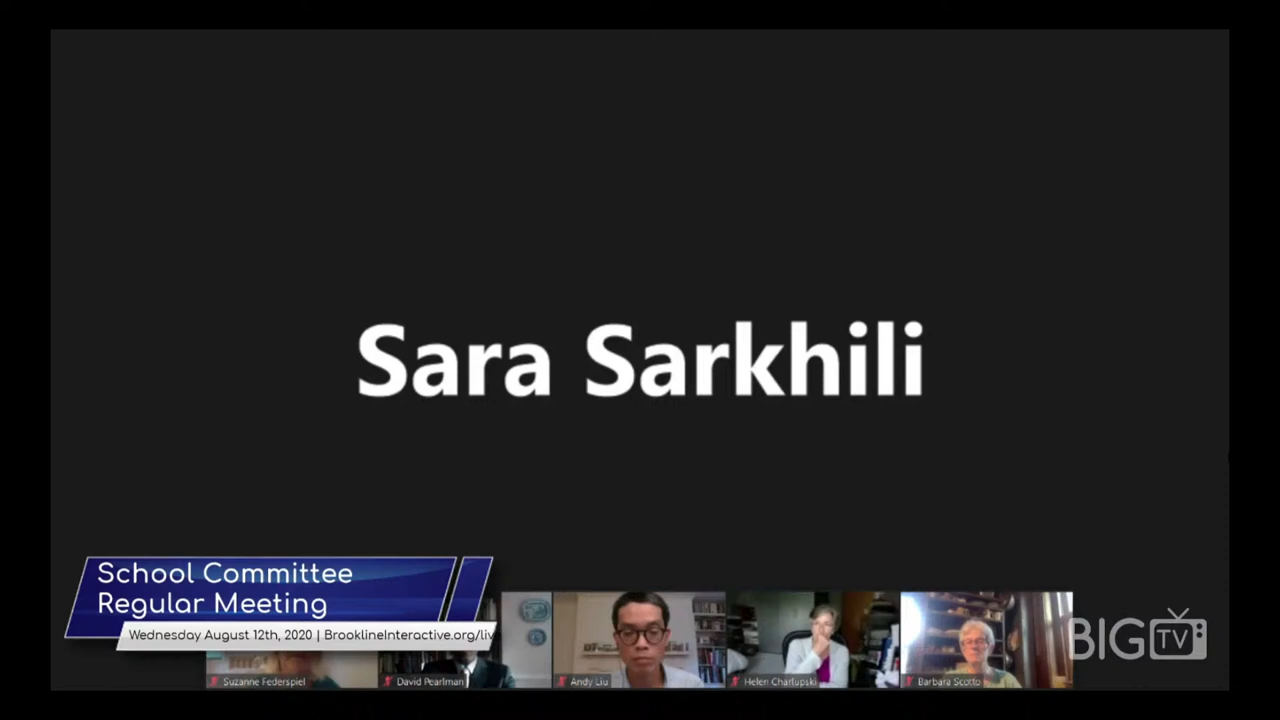 Sara Sarkhili
School Committee
Regular Meeting
Wednesday August 12th, 2020 | BrooklineInteractive.org/liv
Suzanne Federspiel
David Pearlman
Andy Liu
Helen Charlupski
Barbara Scotto
BIG TV